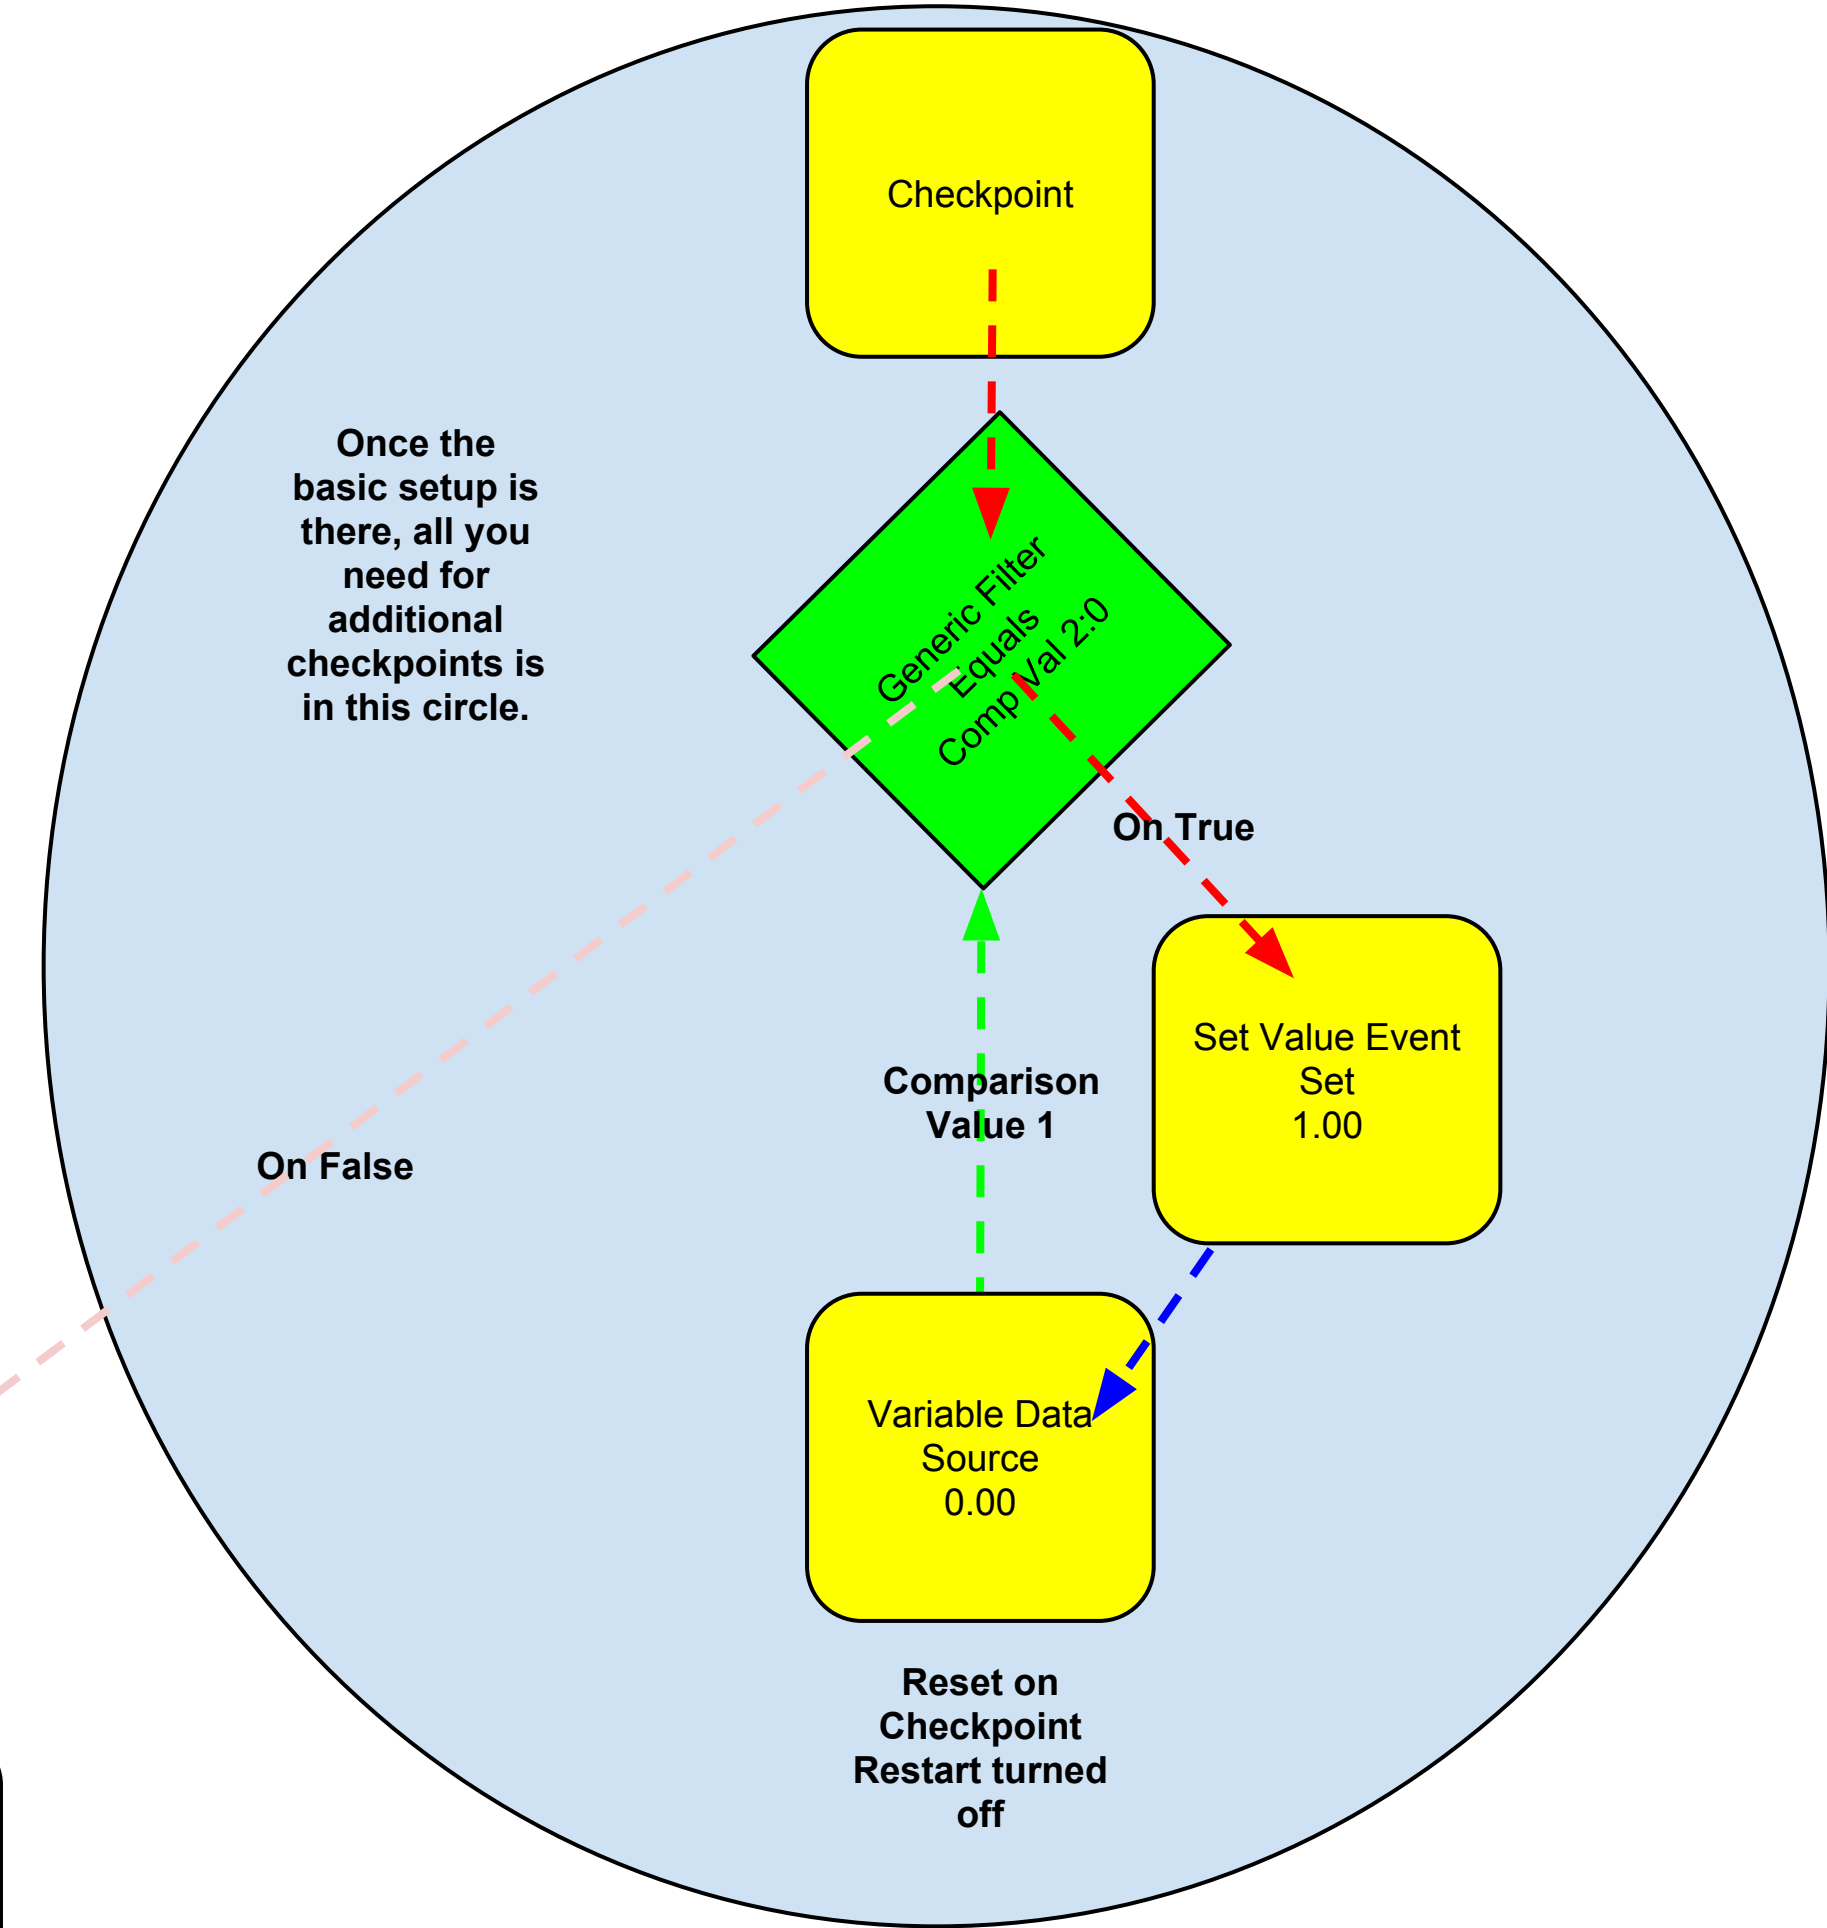 Checkpoint
Once the
basic setup is
there, all you
need for
additional
checkpoints is
in this circle.
Generic Filter
Equals
Comp Val 2:0
On True
Set Value Event
Set
1.00
Comparison
Value 1
On False
Variable Data
Source
0.00
Reset on
Checkpoint
Restart turned
off